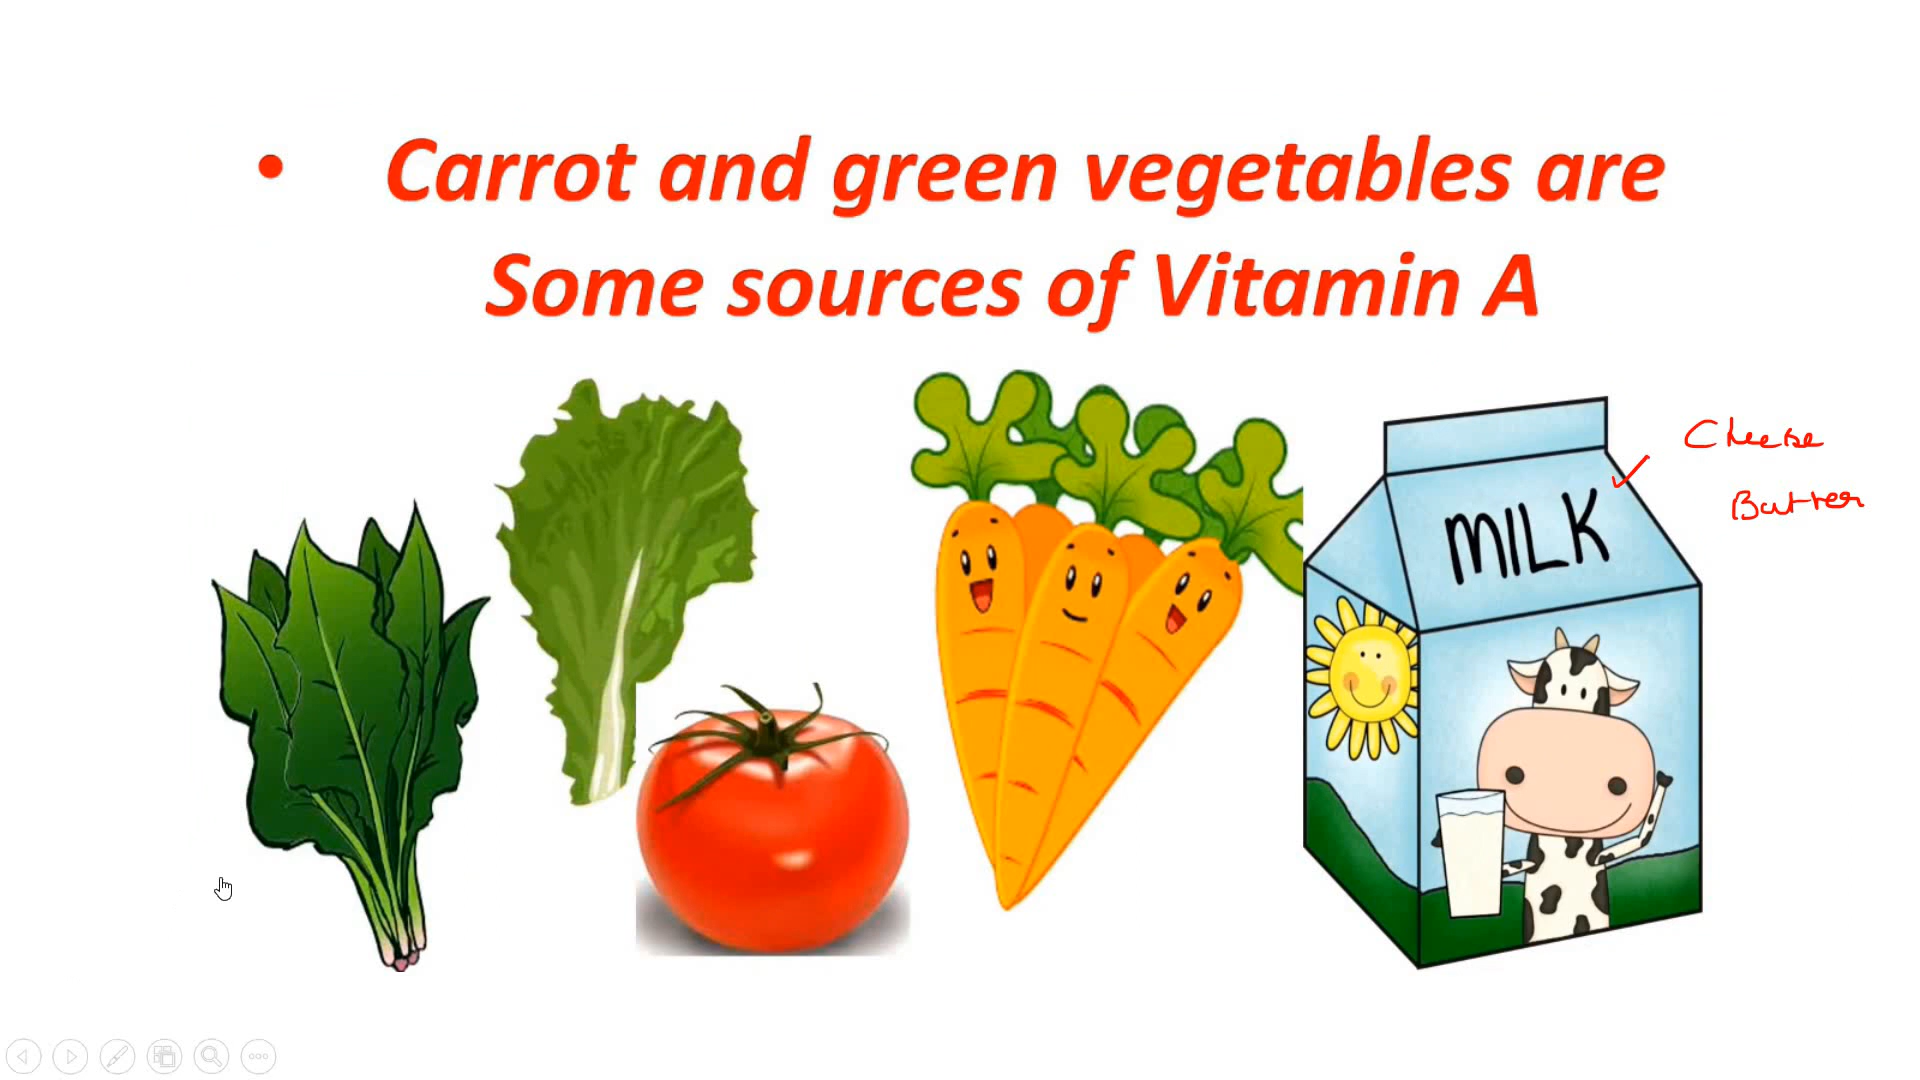 • Carrot and green vegetables are
Some sources of Vitamin A
Cheese
MILK
Butter